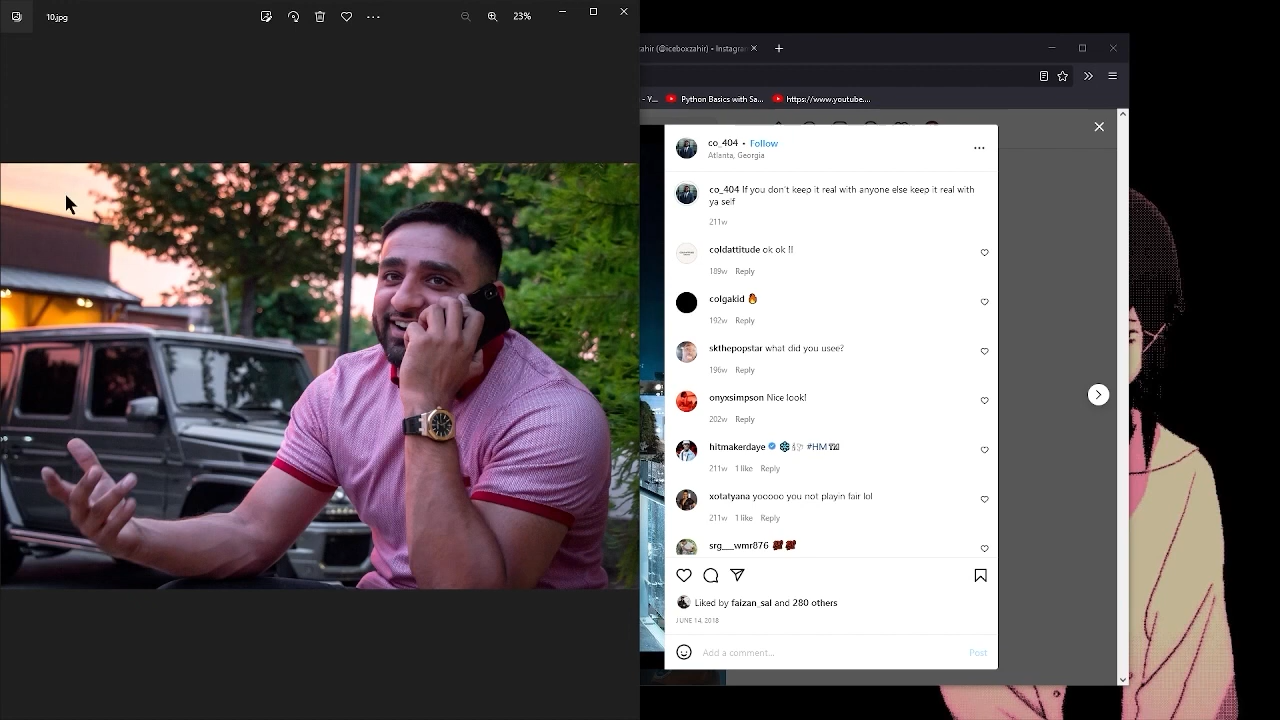 10.jpg
23%
zahir (@iceboxzahir) - Instagram
- Y...
Python Basics with Sa...
https://www.youtube....
co_404 • Follow
Atlanta, Georgia
co_404 If you don't keep it real with anyone else keep it real with
ya self
211w
coldattitude ok ok !!
189w Reply
colgakid 🔥
192w Reply
skthepopstar what did you usee?
196w Reply
onyxsimpson Nice look!
202w Reply
hitmakerdaye #HM
211w 1 like Reply
xotatyana yooooo you not playin fair lol
211w 1 like Reply
srg__wmr876
Liked by faizan_sal and 280 others
JUNE 14, 2018
Add a comment...
Post